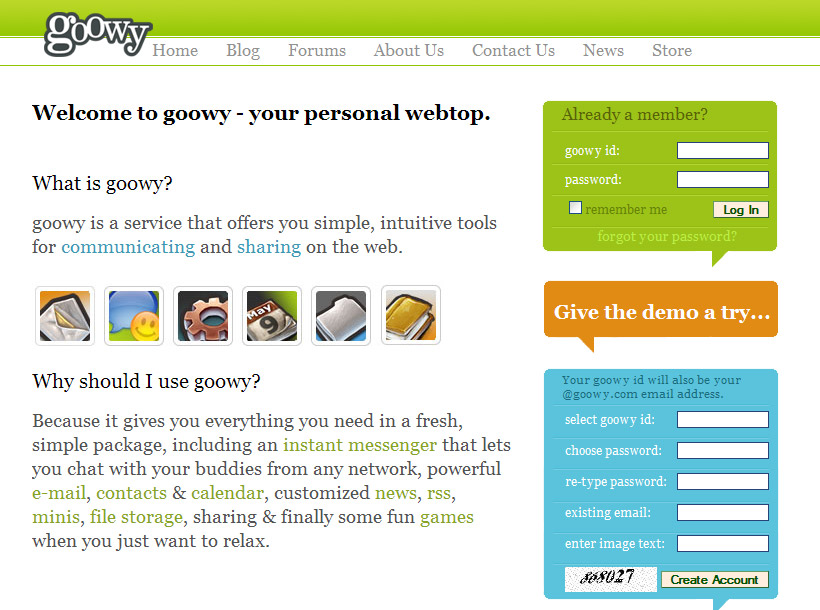 goowy
Home Blog Forums About Us Contact Us News Store
Welcome to goowy - your personal webtop.
What is goowy?
goowy is a service that offers you simple, intuitive tools
for communicating and sharing on the web.
May
9
Why should I use goowy?
Because it gives you everything you need in a fresh,
simple package, including an instant messenger that lets
you chat with your buddies from any network, powerful
e-mail, contacts & calendar, customized news, rss,
minis, file storage, sharing & finally some fun games
when you just want to relax.
Already a member?
goowy id:
password:
remember me Log In
forgot your password?
Give the demo a try...
Your goowy id will also be your
@goowy.com email address.
select goowy id:
choose password:
re-type password:
existing email:
enter image text:
Create Account